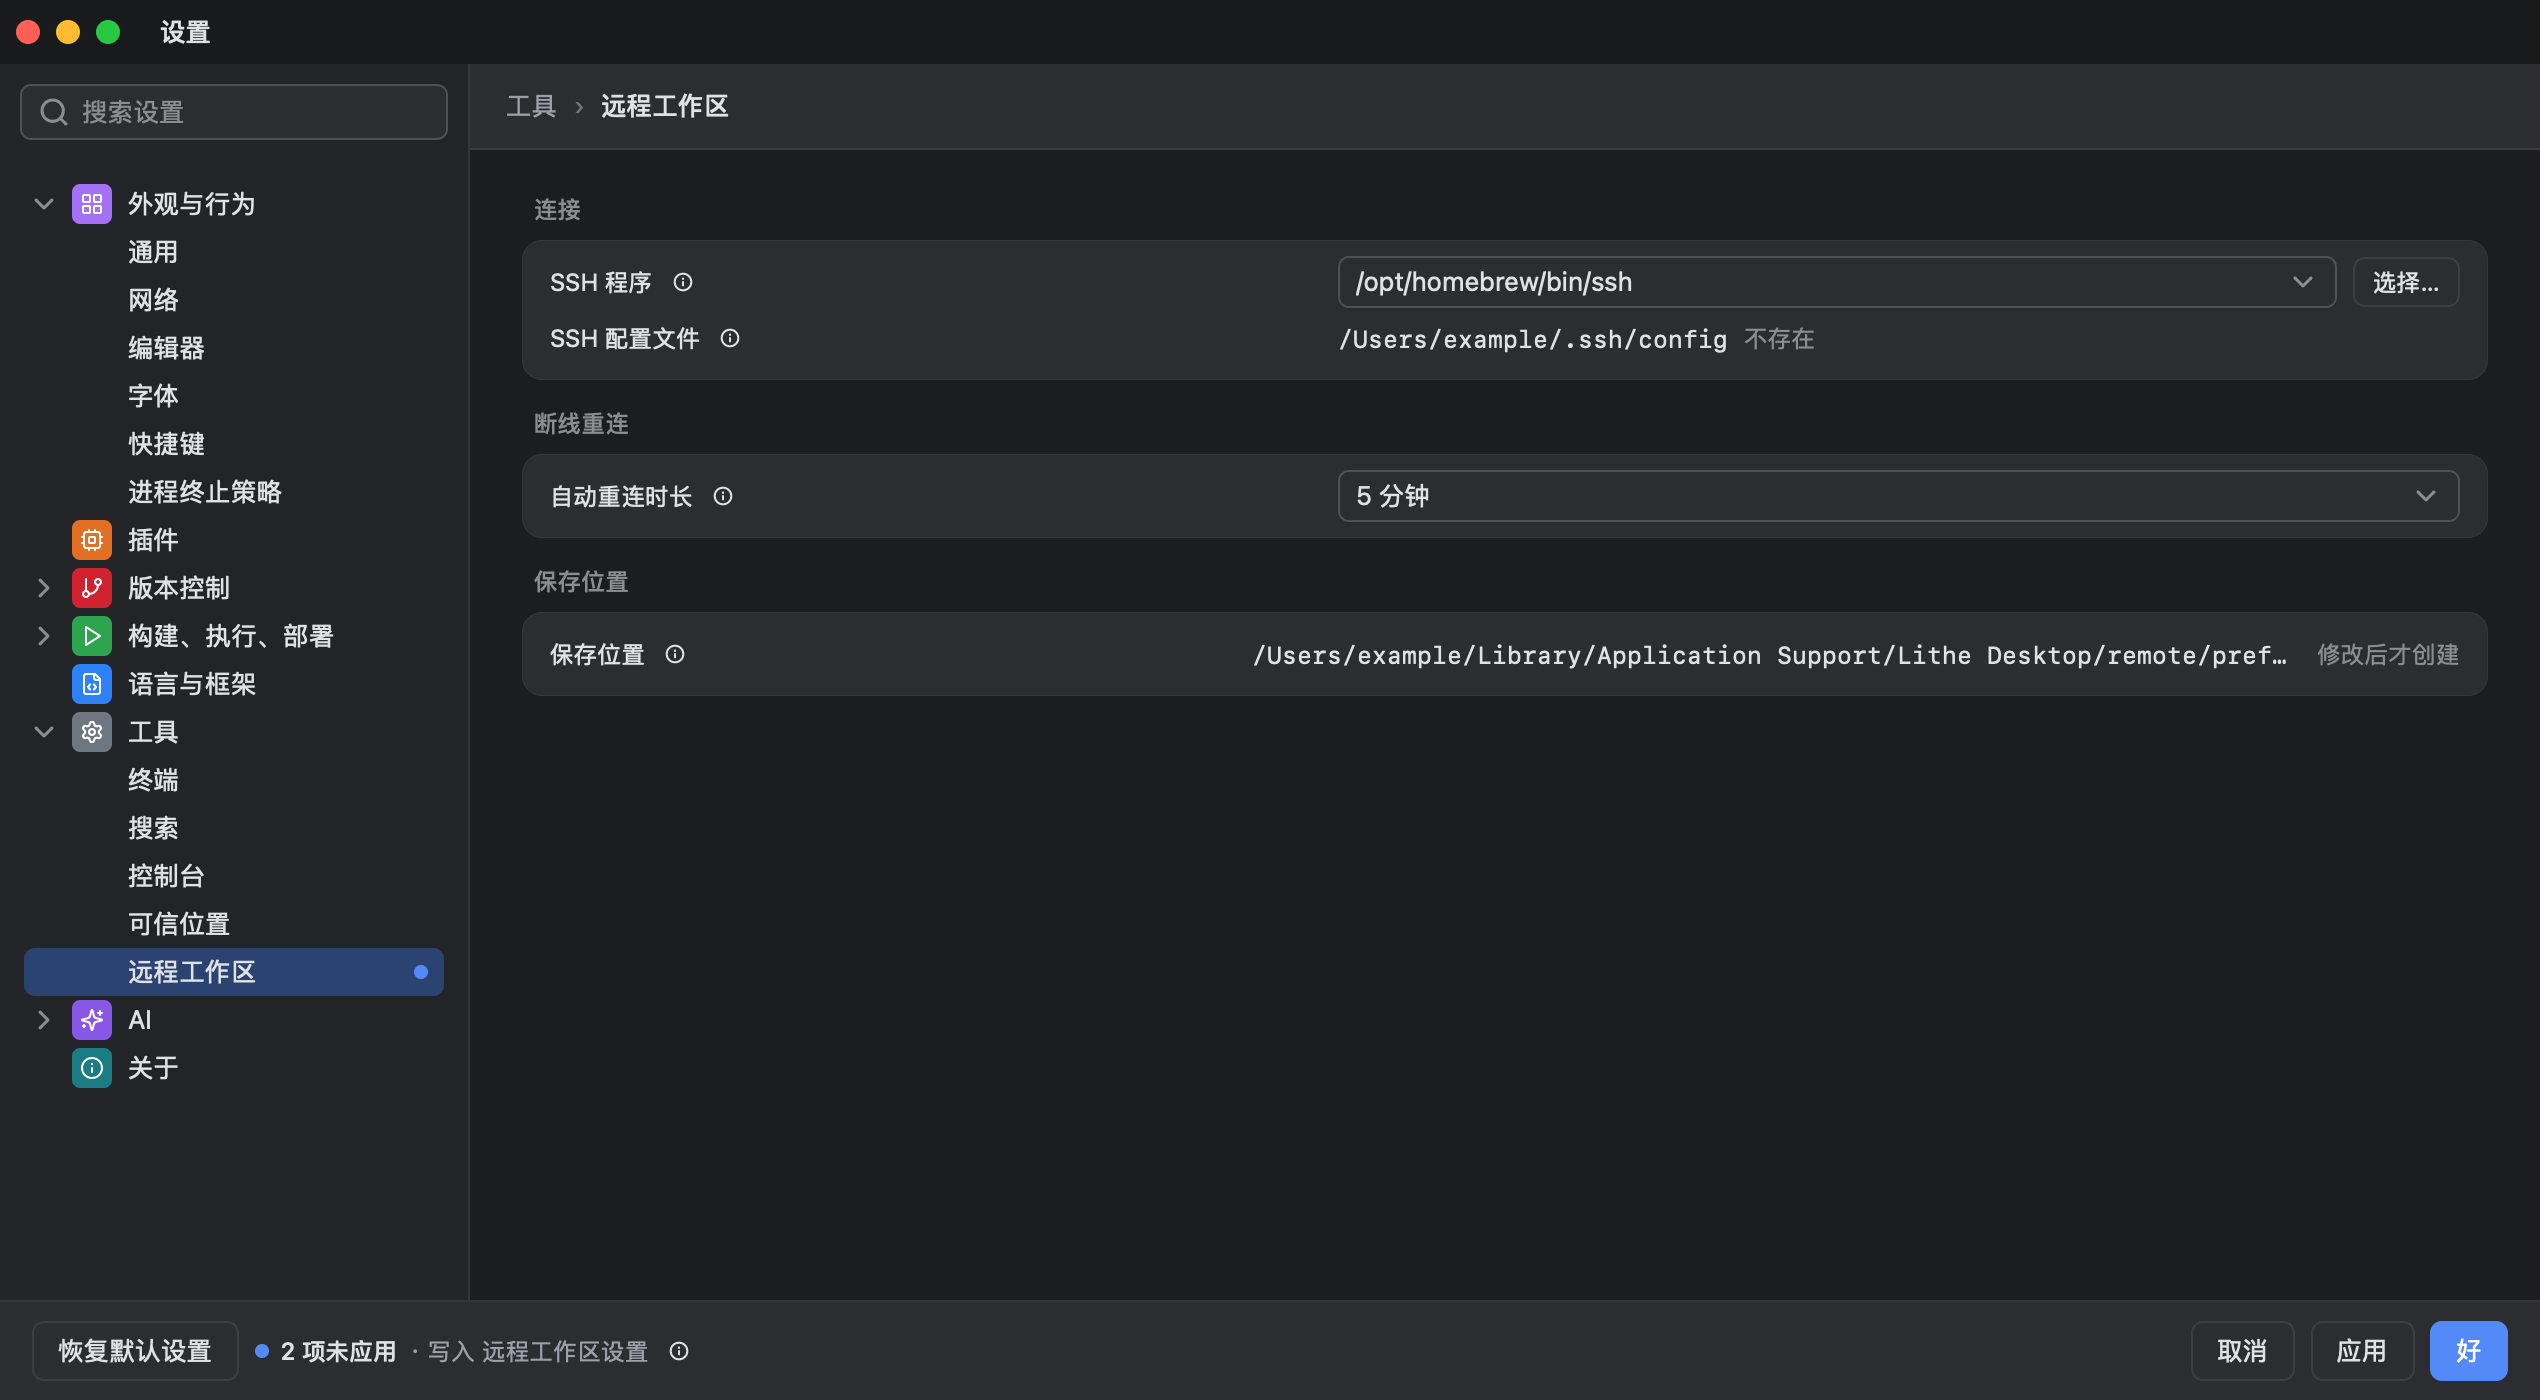 设置
搜索设置
外观与行为
通用
网络
编辑器
字体
快捷键
进程终止策略
插件
版本控制
构建、执行、部署
语言与框架
工具
终端
搜索
控制台
可信位置
远程工作区
AI
关于
工具 › 远程工作区
连接
SSH 程序 /opt/homebrew/bin/ssh 选择...
SSH 配置文件 /Users/example/.ssh/config 不存在
断线重连
自动重连时长 5 分钟
保存位置
保存位置 /Users/example/Library/Application Support/Lithe Desktop/remote/pref… 修改后才创建
恢复默认设置 2 项未应用 · 写入 远程工作区设置 取消 应用 好